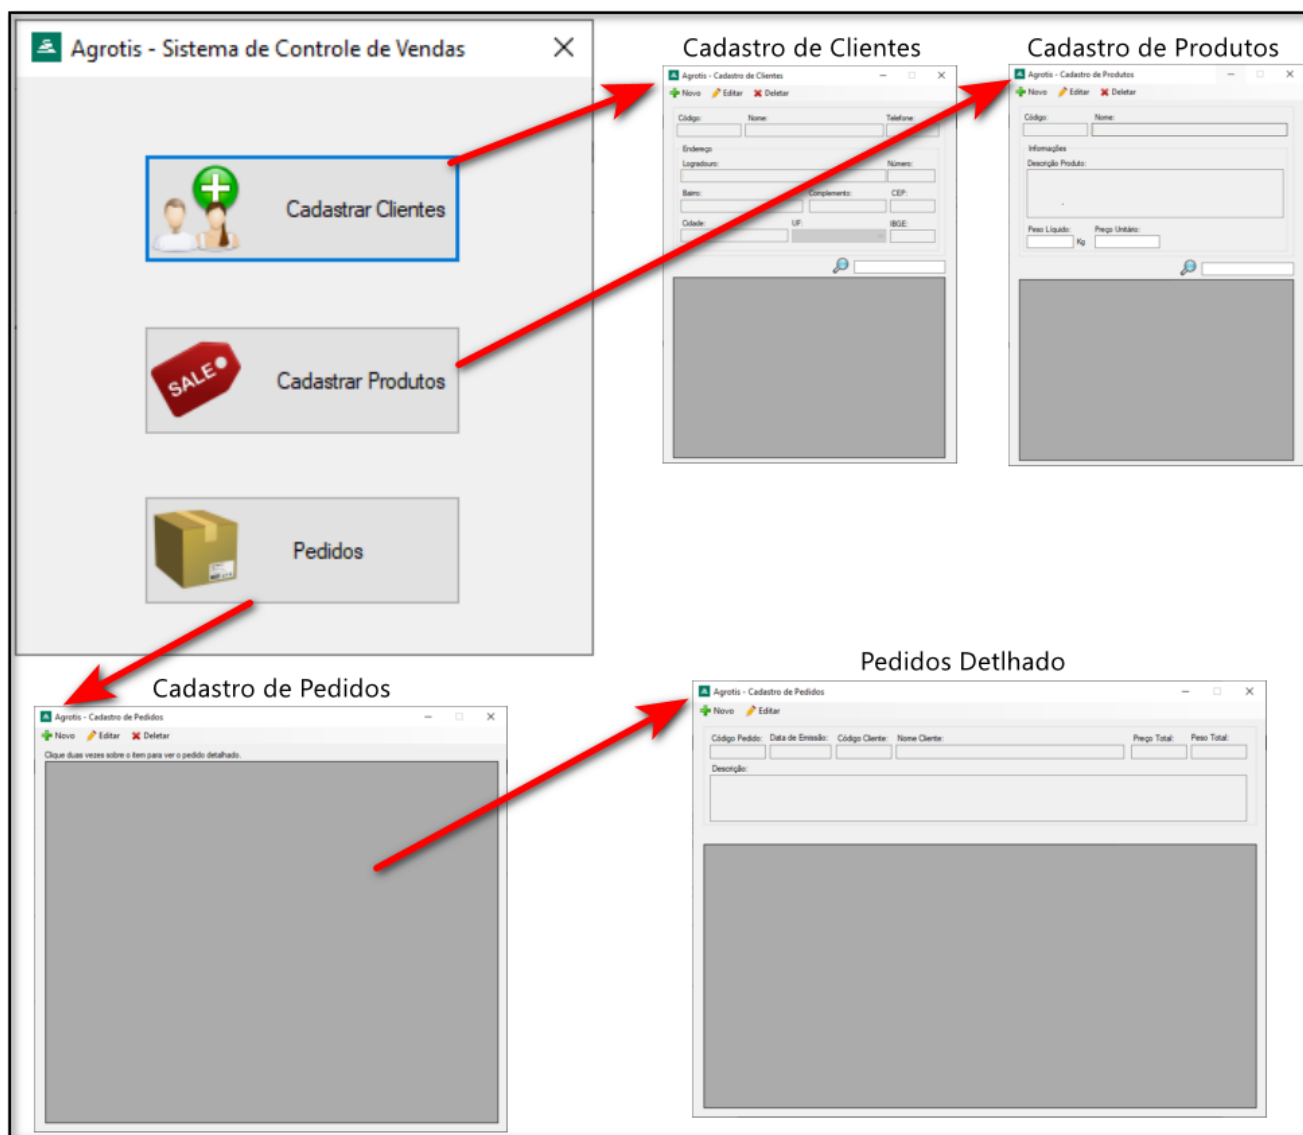 Agrotis - Sistema de Controle de Vendas
Cadastrar Clientes
SALE
Cadastrar Produtos
Pedidos
Cadastro de Clientes
Agrotis - Cadastro de Clientes
Novo Editar Deletar
Código: Nome: Telefone:
Endereço
Logradouro: Número:
Bairro: Complemento: CEP:
Cidade: UF: IBGE:
Cadastro de Produtos
Agrotis - Cadastro de Produtos
Novo Editar Deletar
Código: Nome:
Informações
Descrição Produto:
Peso Líquido: Preço Unitário:
Kg
Cadastro de Pedidos
Agrotis - Cadastro de Pedidos
Novo Editar Deletar
Clique duas vezes sobre o item para ver o pedido detalhado.
Pedidos Detlhado
Agrotis - Cadastro de Pedidos
Novo Editar
Código Pedido: Data de Emissão: Código Cliente: Nome Cliente: Preço Total: Peso Total:
Descrição: